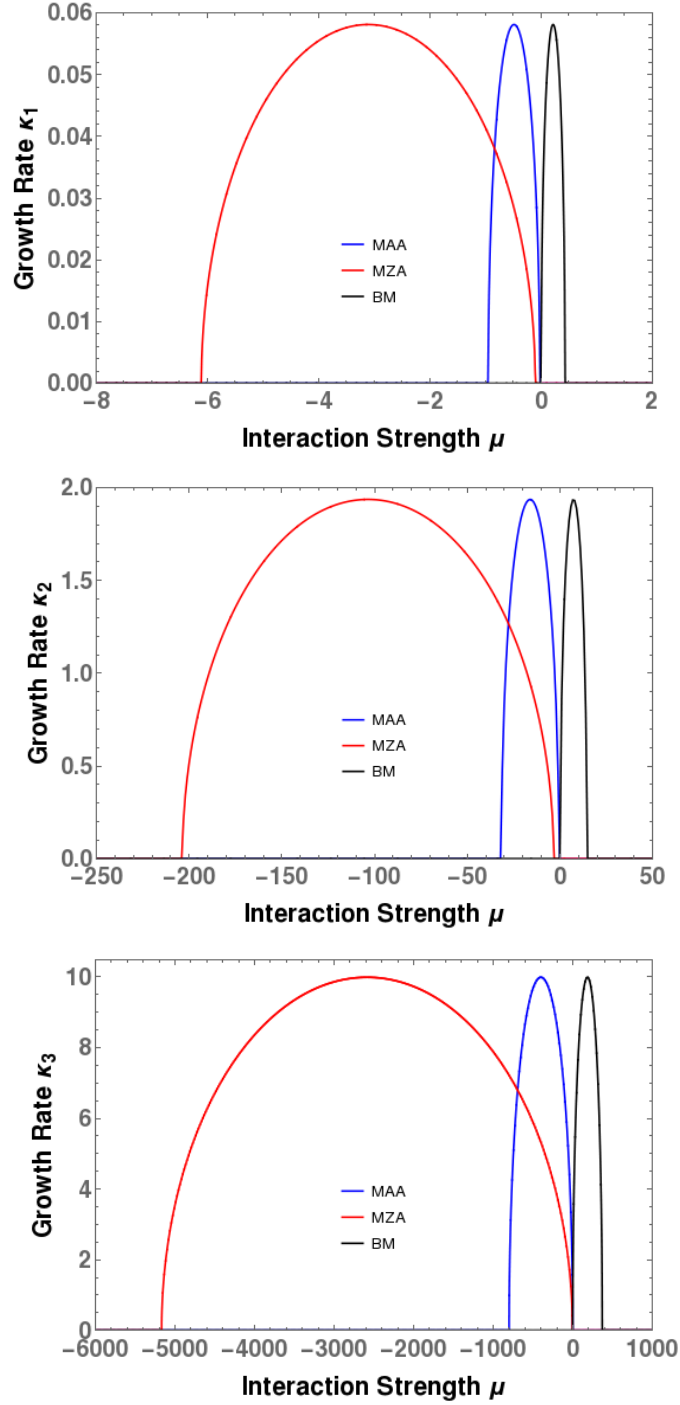 0.06
0.05
0.04
0.03
0.02
0.01
0.00
Growth Rate κ1
MAA
MZA
BM
−8 −6 −4 −2 0 2
Interaction Strength μ
2.0
1.5
1.0
0.5
0.0
Growth Rate κ2
MAA
MZA
BM
−250 −200 −150 −100 −50 0 50
Interaction Strength μ
10
8
6
4
2
0
Growth Rate κ3
MAA
MZA
BM
−6000 −5000 −4000 −3000 −2000 −1000 0 1000
Interaction Strength μ